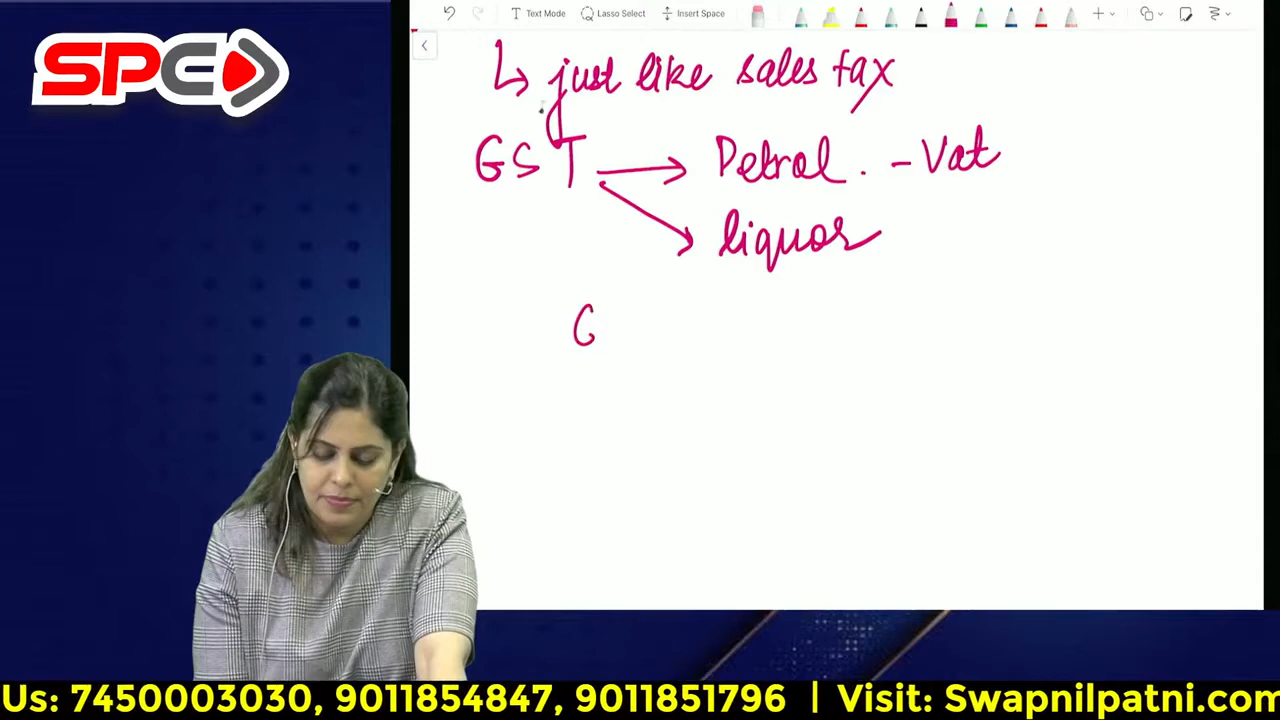 SPE
Text Mode Lasso Select Insert Space
↳ just like sales tax
GST → Petrol. - Vat
→ liquor
G
Us: 7450003030, 9011854847, 9011851796 | Visit: Swapnilpatni.com